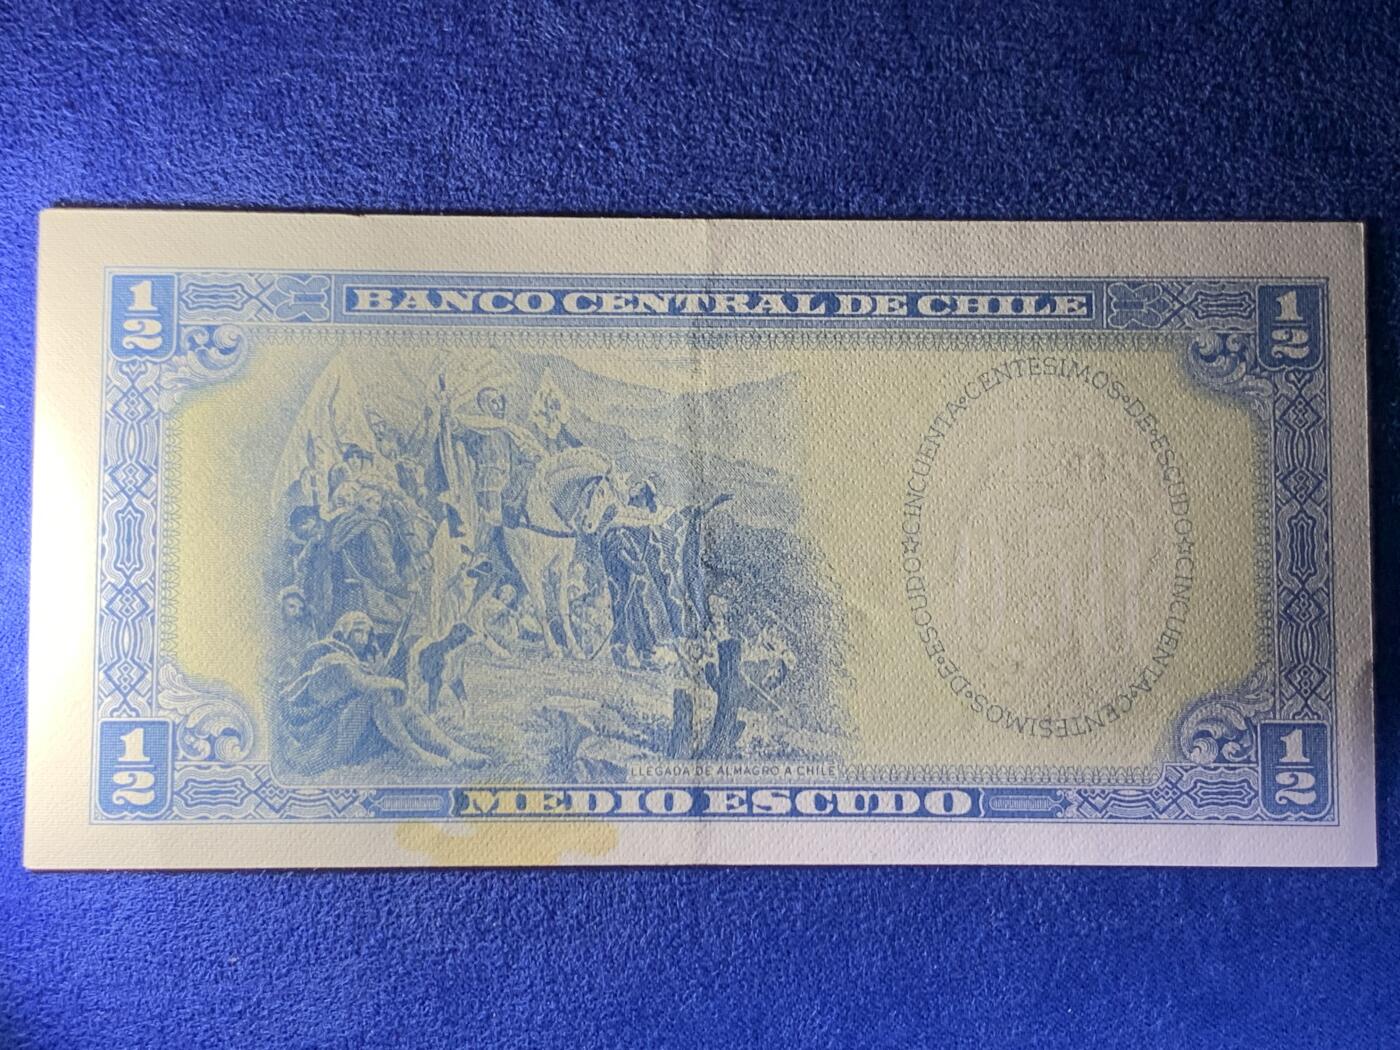 1/2 BANCO CENTRAL DE CHILE 1/2
CINCUENTA•CENTESIMOS•DE•ESCUDO☆CINCUENTA•CENTESIMOS•DE•ESCUDO☆
LLEGADA DE ALMAGRO A CHILE
1/2 MEDIO ESCUDO 1/2